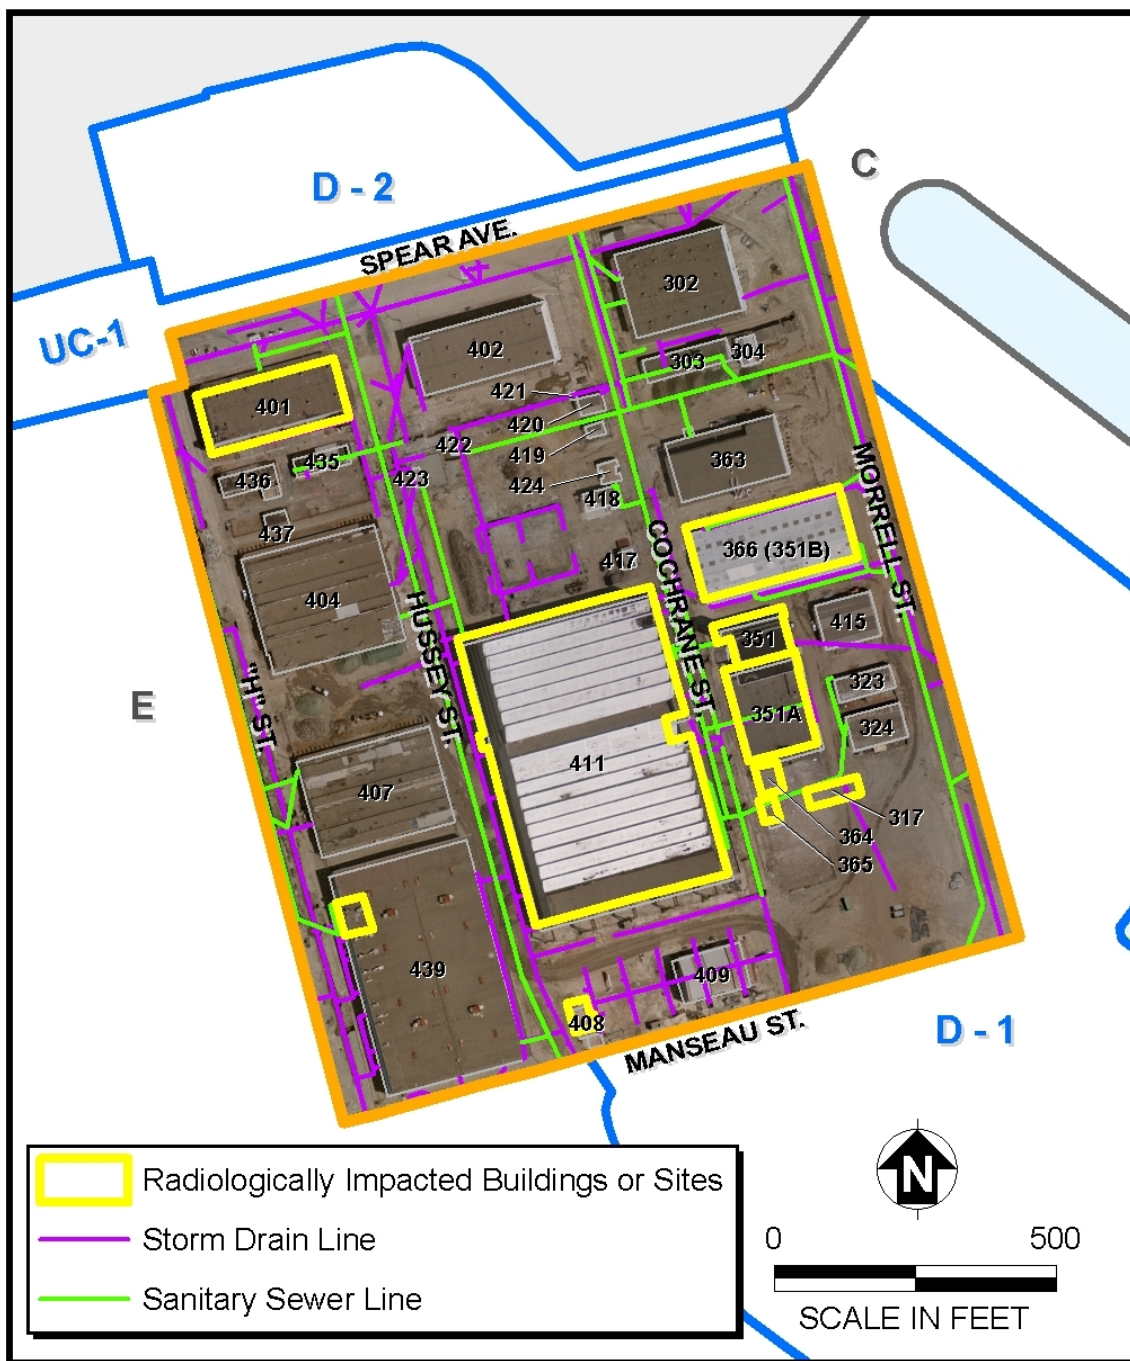 C
D - 2
SPEAR AVE.
UC-1
302
402
303
304
421
401
420
422
419
435
436
423
363
424
418
437
MORRELL ST.
COCHRANE ST.
366 (351B)
417
404
HUSSEY ST.
415
351
"H" ST.
323
E
351A
324
411
407
317
364
365
439
409
408
MANSEAU ST.
D - 1
Radiologically Impacted Buildings or Sites
Storm Drain Line
Sanitary Sewer Line
N
0 500
SCALE IN FEET